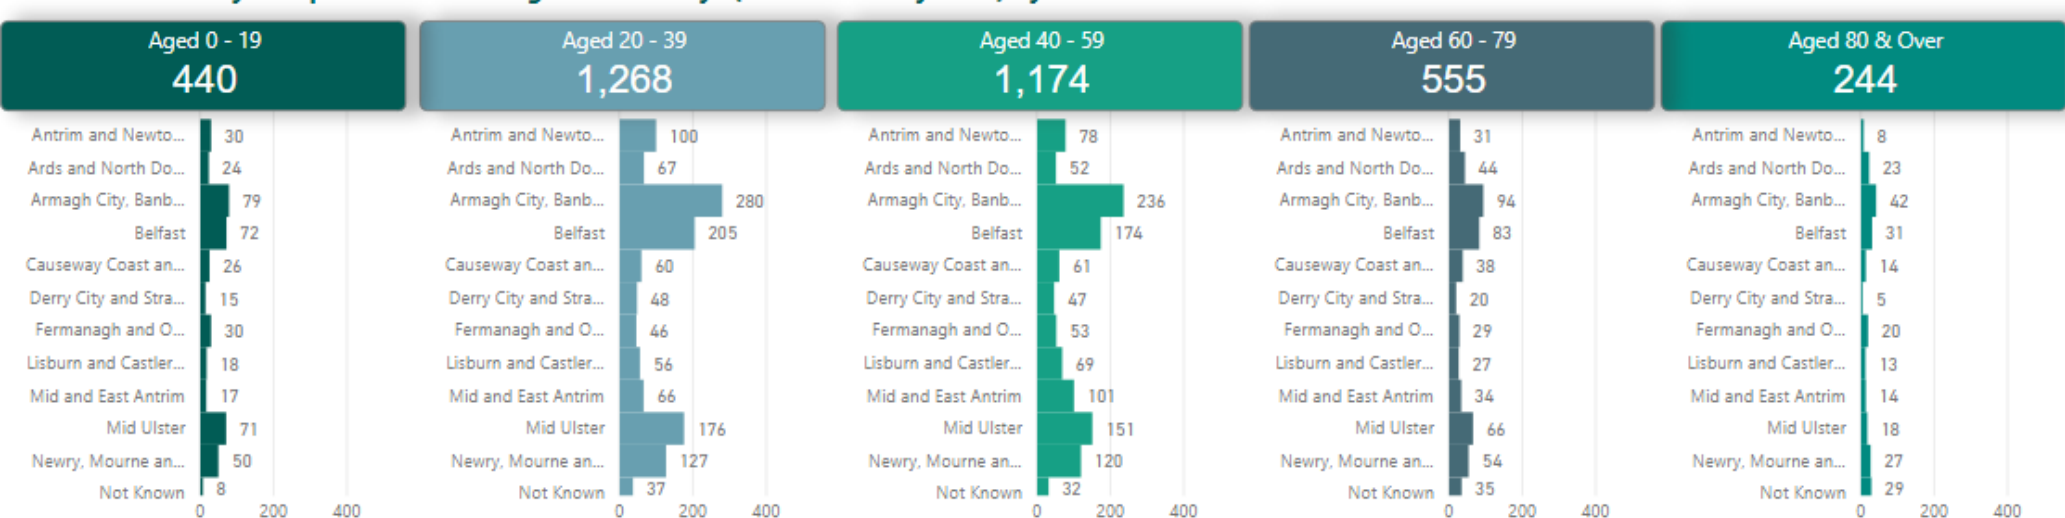 Aged 0 - 19
440
Antrim and Newto... 30
Ards and North Do... 24
Armagh City, Banb... 79
Belfast 72
Causeway Coast an... 26
Derry City and Stra... 15
Fermanagh and O... 30
Lisburn and Castler... 18
Mid and East Antrim 17
Mid Ulster 71
Newry, Mourne an... 50
Not Known 8
0 200 400
Aged 20 - 39
1,268
Antrim and Newto... 100
Ards and North Do... 67
Armagh City, Banb... 280
Belfast 205
Causeway Coast an... 60
Derry City and Stra... 48
Fermanagh and O... 46
Lisburn and Castler... 56
Mid and East Antrim 66
Mid Ulster 176
Newry, Mourne an... 127
Not Known 37
0 200 400
Aged 40 - 59
1,174
Antrim and Newto... 78
Ards and North Do... 52
Armagh City, Banb... 236
Belfast 174
Causeway Coast an... 61
Derry City and Stra... 47
Fermanagh and O... 53
Lisburn and Castler... 69
Mid and East Antrim 101
Mid Ulster 151
Newry, Mourne an... 120
Not Known 32
0 200 400
Aged 60 - 79
555
Antrim and Newto... 31
Ards and North Do... 44
Armagh City, Banb... 94
Belfast 83
Causeway Coast an... 38
Derry City and Stra... 20
Fermanagh and O... 29
Lisburn and Castler... 27
Mid and East Antrim 34
Mid Ulster 66
Newry, Mourne an... 54
Not Known 35
0 200 400
Aged 80 & Over
244
Antrim and Newto... 8
Ards and North Do... 23
Armagh City, Banb... 42
Belfast 31
Causeway Coast an... 14
Derry City and Stra... 5
Fermanagh and O... 20
Lisburn and Castler... 13
Mid and East Antrim 14
Mid Ulster 18
Newry, Mourne an... 27
Not Known 29
0 200 400